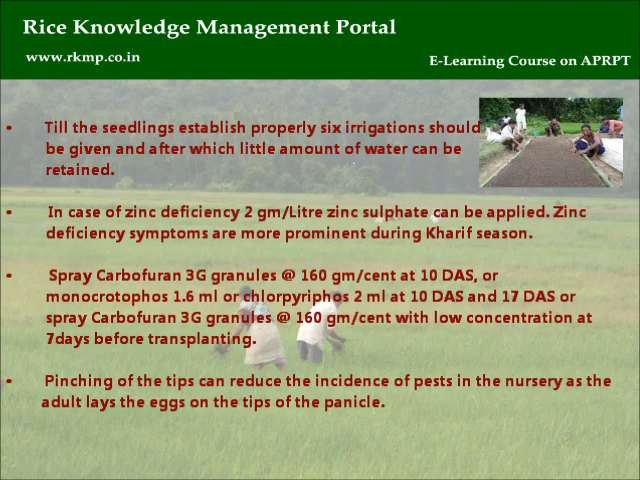 Rice Knowledge Management Portal
www.rkmp.co.in
E-Learning Course on APRPT
• Till the seedlings establish properly six irrigations should
be given and after which little amount of water can be
retained.
• In case of zinc deficiency 2 gm/Litre zinc sulphate can be applied. Zinc
deficiency symptoms are more prominent during Kharif season.
• Spray Carbofuran 3G granules @ 160 gm/cent at 10 DAS, or
monocrotophos 1.6 ml or chlorpyriphos 2 ml at 10 DAS and 17 DAS or
spray Carbofuran 3G granules @ 160 gm/cent with low concentration at
7days before transplanting.
• Pinching of the tips can reduce the incidence of pests in the nursery as the
adult lays the eggs on the tips of the panicle.